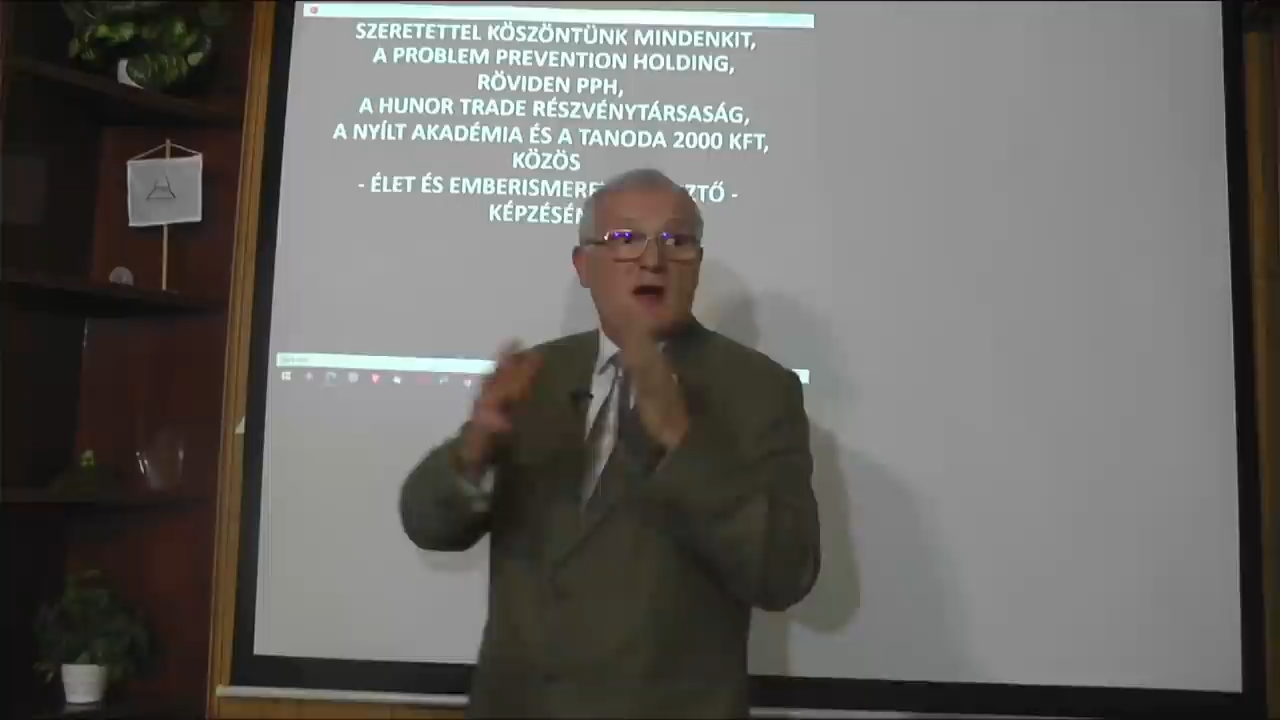 SZERETETTEL KÖSZÖNTÜNK MINDENKIT,
A PROBLEM PREVENTION HOLDING,
RÖVIDEN PPH,
A HUNOR TRADE RÉSZVÉNYTÁRSASÁG,
A NYÍLT AKADÉMIA ÉS A TANODA 2000 KFT,
KÖZÖS
- ÉLET ÉS